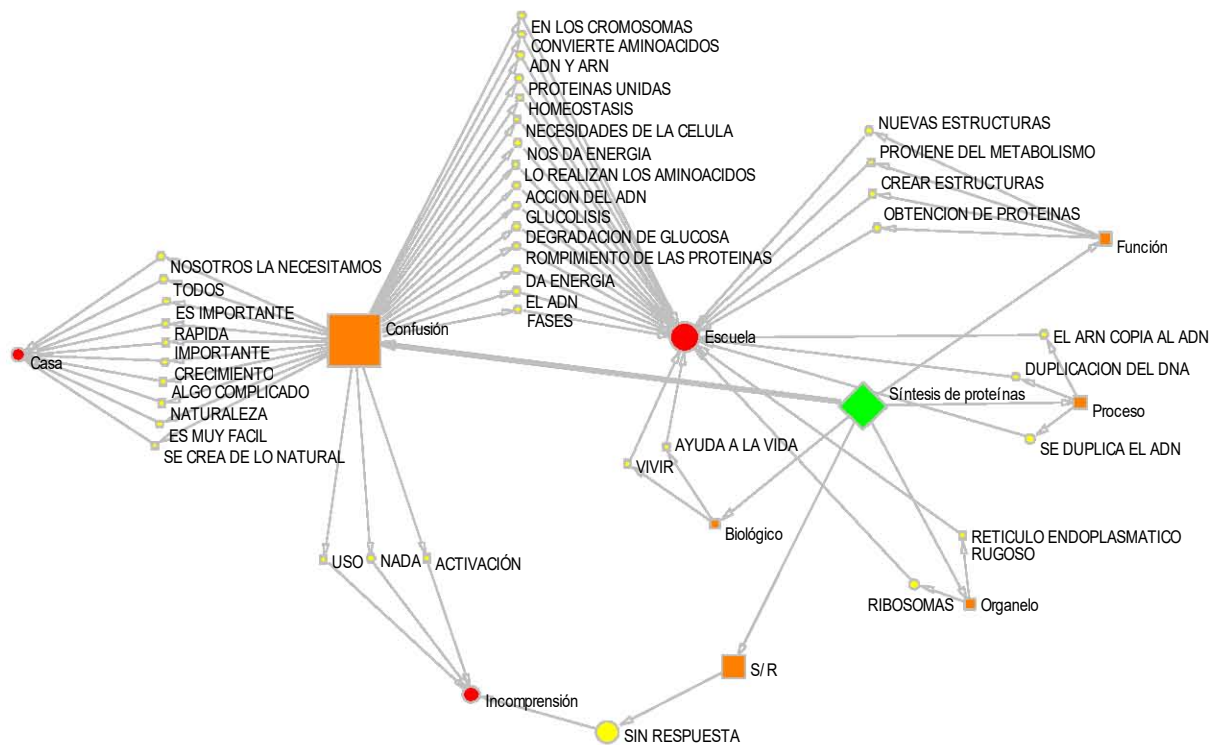 EN LOS CROMOSOMAS
CONVIERTE AMINOACIDOS
ADN Y ARN
PROTEINAS UNIDAS
HOMEOSTASIS
NECESIDADES DE LA CELULA
NOS DA ENERGIA
LO REALIZAN LOS AMINOACIDOS
ACCION DEL ADN
GLUCOLISIS
DEGRADACION DE GLUCOSA
ROMPIMIENTO DE LAS PROTEINAS
DA ENERGIA
EL ADN
FASES
NUEVAS ESTRUCTURAS
PROVIENE DEL METABOLISMO
CREAR ESTRUCTURAS
OBTENCION DE PROTEINAS
Función
NOSOTROS LA NECESITAMOS
TODOS
ES IMPORTANTE
RAPIDA
IMPORTANTE
CRECIMIENTO
ALGO COMPLICADO
NATURALEZA
ES MUY FACIL
SE CREA DE LO NATURAL
Casa
Confusión
Escuela
EL ARN COPIA AL ADN
DUPLICACION DEL DNA
Síntesis de proteínas
Proceso
SE DUPLICA EL ADN
AYUDA A LA VIDA
VIVIR
Biológico
RETICULO ENDOPLASMATICO
RUGOSO
RIBOSOMAS
Organelo
USO
NADA
ACTIVACIÓN
S/ R
Incomprensión
SIN RESPUESTA